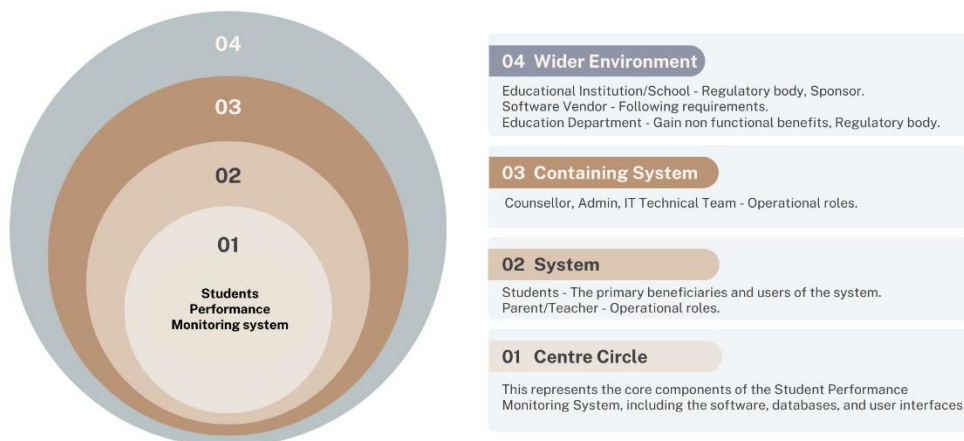 04
03
02
01
Students
Performance
Monitoring system
04 Wider Environment
Educational Institution/School - Regulatory body, Sponsor.
Software Vendor - Following requirements.
Education Department - Gain non functional benefits, Regulatory body.
03 Containing System
Counsellor, Admin, IT Technical Team - Operational roles.
02 System
Students - The primary beneficiaries and users of the system.
Parent/Teacher - Operational roles.
01 Centre Circle
This represents the core components of the Student Performance
Monitoring System, including the software, databases, and user interfaces.